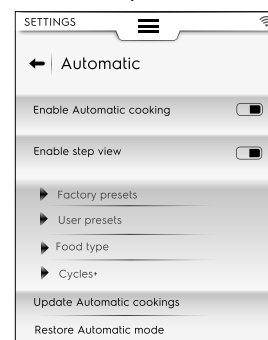 SETTINGS
Automatic
Enable Automatic cooking
Enable step view
Factory presets
User presets
Food type
Cycles+
Update Automatic cookings
Restore Automatic mode